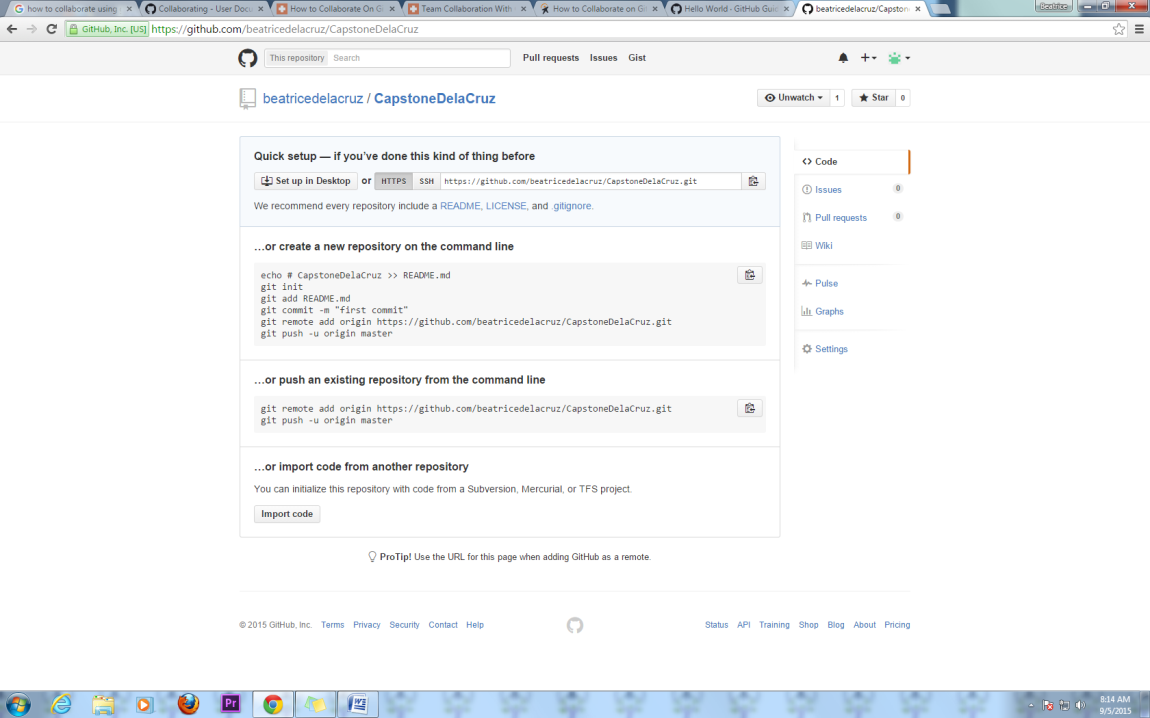 how to collaborate using
Collaborating - User Doc
How to Collaborate On Gi
Team Collaboration With
How to Collaborate on Gi
Hello World · GitHub Guid
beatricedelacruz/Capston
Beatrice
GitHub, Inc. [US]
https://github.com/beatricedelacruz/CapstoneDelaCruz
This repository
Search
Pull requests Issues Gist
beatricedelacruz / CapstoneDelaCruz
Unwatch 1
Star 0
Quick setup — if you've done this kind of thing before
Set up in Desktop or HTTPS SSH https://github.com/beatricedelacruz/CapstoneDelaCruz.git
We recommend every repository include a README, LICENSE, and .gitignore.
…or create a new repository on the command line
echo # CapstoneDelaCruz >> README.md
git init
git add README.md
git commit -m "first commit"
git remote add origin https://github.com/beatricedelacruz/CapstoneDelaCruz.git
git push -u origin master
…or push an existing repository from the command line
git remote add origin https://github.com/beatricedelacruz/CapstoneDelaCruz.git
git push -u origin master
…or import code from another repository
You can initialize this repository with code from a Subversion, Mercurial, or TFS project.
Import code
Code
Issues 0
Pull requests 0
Wiki
Pulse
Graphs
Settings
ProTip! Use the URL for this page when adding GitHub as a remote.
© 2015 GitHub, Inc. Terms Privacy Security Contact Help
Status API Training Shop Blog About Pricing
Pr
W
8:14 AM
9/5/2015